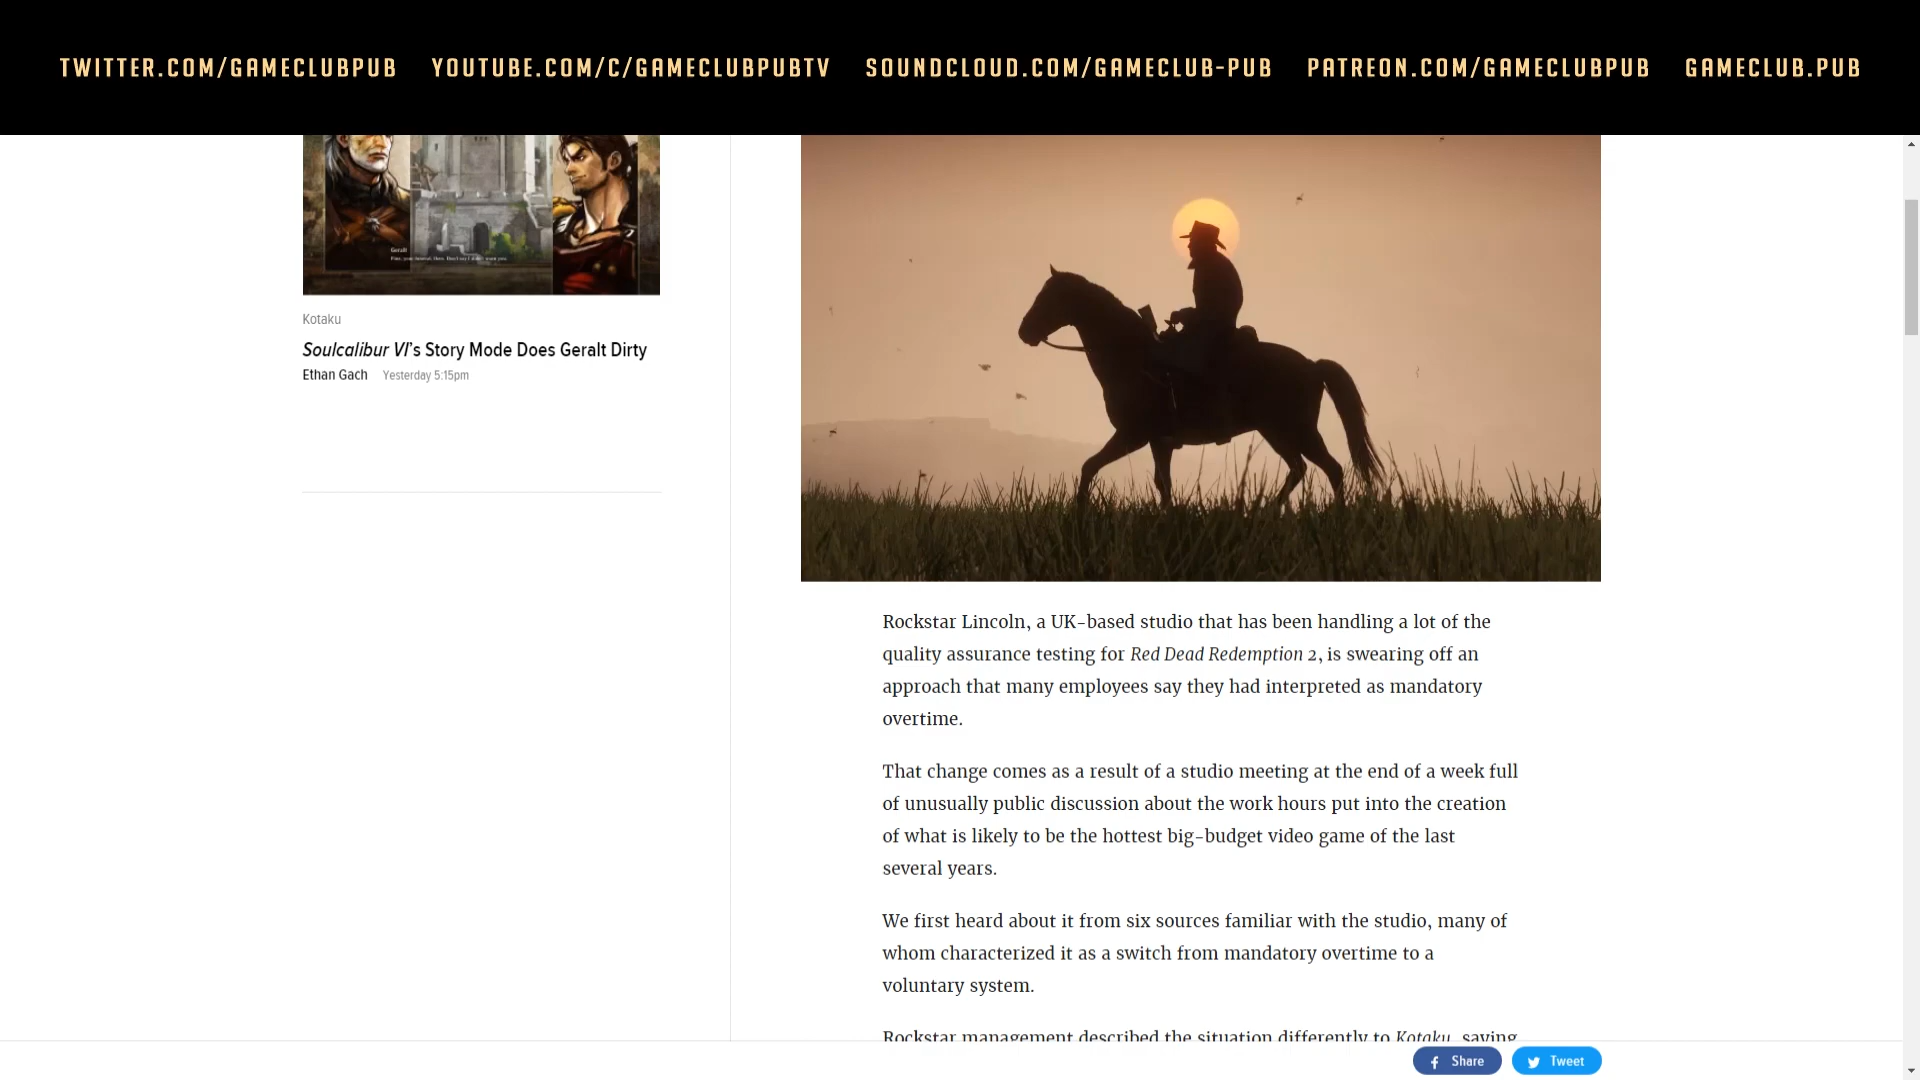 TWITTER.COM/GAMECLUBPUB YOUTUBE.COM/C/GAMECLUBPUBTV SOUNDCLOUD.COM/GAMECLUB-PUB PATREON.COM/GAMECLUBPUB GAMECLUB.PUB
Geralt
Kotaku
Soulcalibur VI's Story Mode Does Geralt Dirty
Ethan Gach Yesterday 5:15pm
Rockstar Lincoln, a UK-based studio that has been handling a lot of the
quality assurance testing for Red Dead Redemption 2, is swearing off an
approach that many employees say they had interpreted as mandatory
overtime.
That change comes as a result of a studio meeting at the end of a week full
of unusually public discussion about the work hours put into the creation
of what is likely to be the hottest big-budget video game of the last
several years.
We first heard about it from six sources familiar with the studio, many of
whom characterized it as a switch from mandatory overtime to a
voluntary system.
Rockstar management described the situation differently to Kotaku, saying
Share Tweet